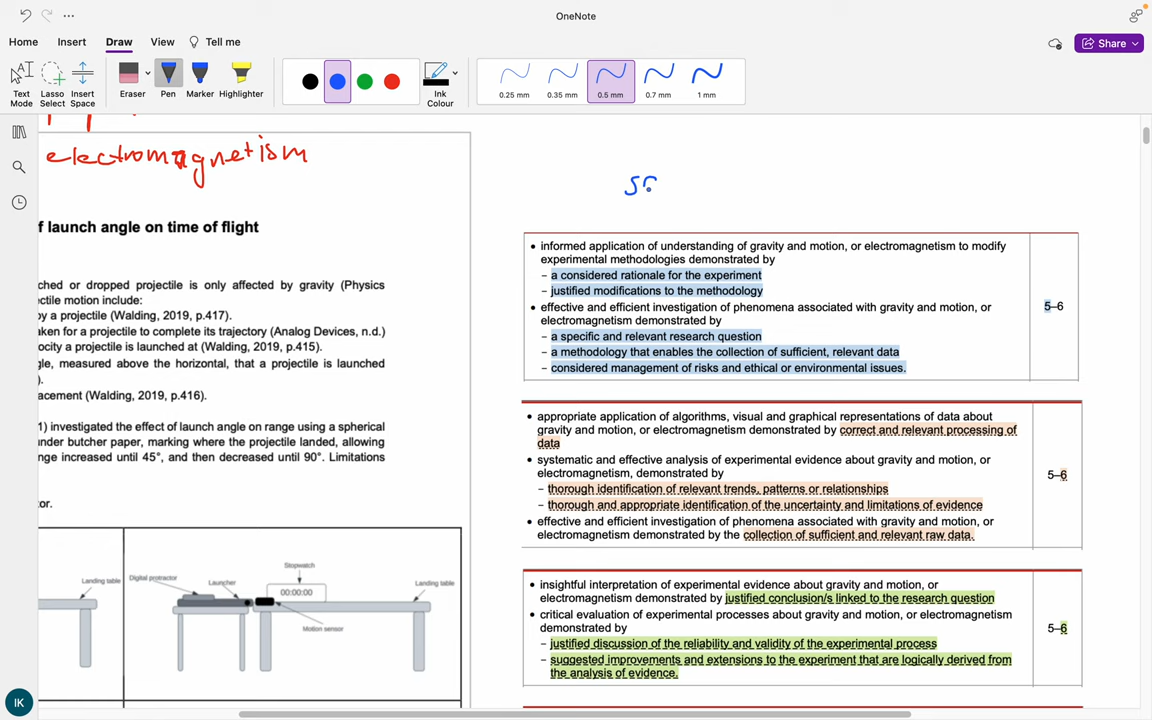 OneNote
Home Insert Draw View Tell me
Share
Text Mode
Lasso Select
Insert Space
Eraser
Pen
Marker
Highlighter
Ink Colour
0.25 mm
0.35 mm
0.5 mm
0.7 mm
1 mm
electromagnetism
f launch angle on time of flight
ched or dropped projectile is only affected by gravity (Physics
ectile motion include:
by a projectile (Walding, 2019, p.417).
taken for a projectile to complete its trajectory (Analog Devices, n.d.)
ocity a projectile is launched at (Walding, 2019, p.415).
gle, measured above the horizontal, that a projectile is launched
).
acement (Walding, 2019, p.416).
1) investigated the effect of launch angle on range using a spherical
under butcher paper, marking where the projectile landed, allowing
nge increased until 45°, and then decreased until 90°. Limitations
or.
Landing table
Digital protractor
Launcher
Stopwatch
00:00:00
Landing table
Motion sensor
• informed application of understanding of gravity and motion, or electromagnetism to modify
experimental methodologies demonstrated by
– a considered rationale for the experiment
– justified modifications to the methodology
• effective and efficient investigation of phenomena associated with gravity and motion, or
electromagnetism demonstrated by
– a specific and relevant research question
– a methodology that enables the collection of sufficient, relevant data
– considered management of risks and ethical or environmental issues.
5–6
• appropriate application of algorithms, visual and graphical representations of data about
gravity and motion, or electromagnetism demonstrated by correct and relevant processing of
data
• systematic and effective analysis of experimental evidence about gravity and motion, or
electromagnetism, demonstrated by
– thorough identification of relevant trends, patterns or relationships
– thorough and appropriate identification of the uncertainty and limitations of evidence
• effective and efficient investigation of phenomena associated with gravity and motion, or
electromagnetism demonstrated by the collection of sufficient and relevant raw data.
5–6
• insightful interpretation of experimental evidence about gravity and motion, or
electromagnetism demonstrated by justified conclusion/s linked to the research question
• critical evaluation of experimental processes about gravity and motion, or electromagnetism
demonstrated by
– justified discussion of the reliability and validity of the experimental process
– suggested improvements and extensions to the experiment that are logically derived from
the analysis of evidence.
5–6
IK